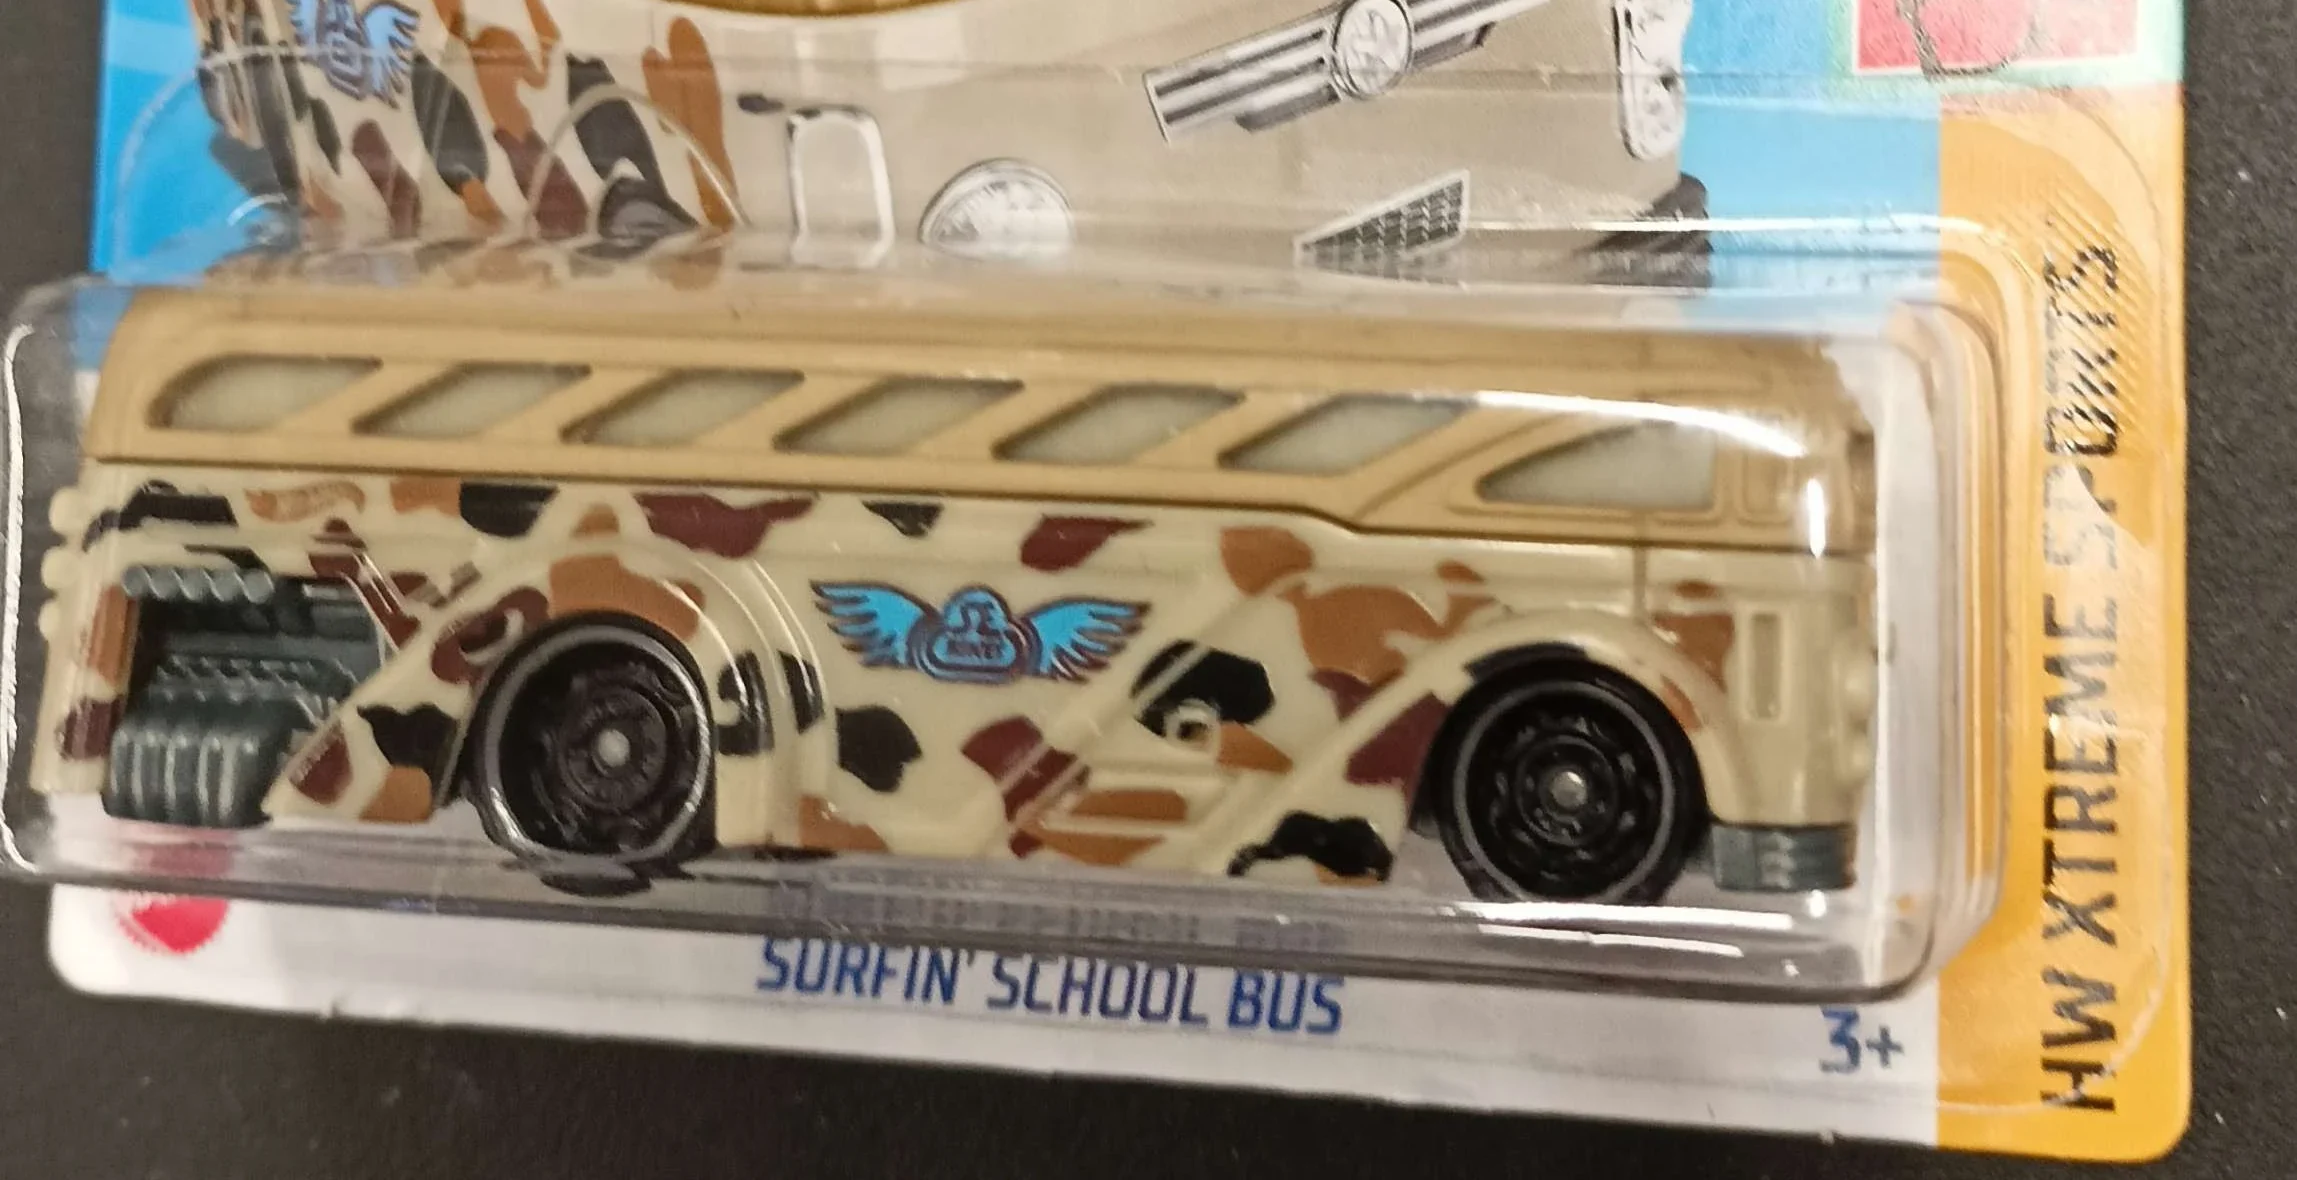 SURFIN' SCHOOL BUS
3+
HW XTREME SPORTS